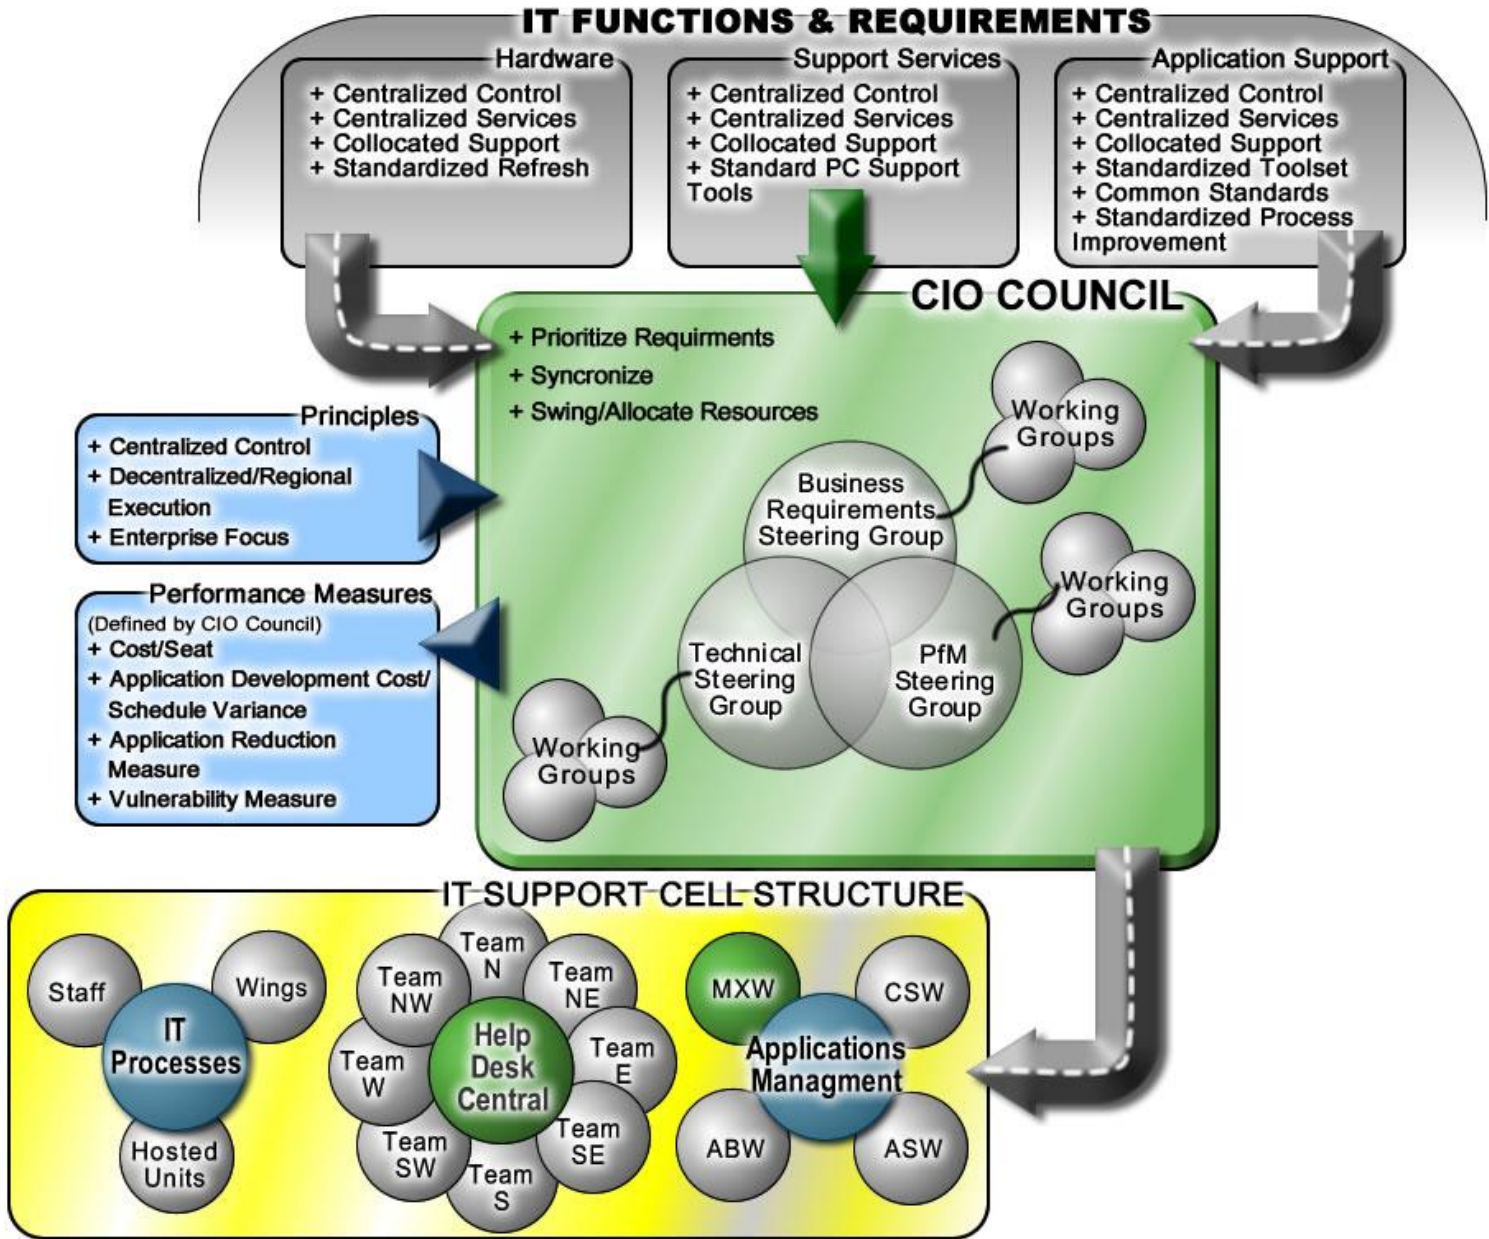 IT FUNCTIONS & REQUIREMENTS
Hardware
+ Centralized Control
+ Centralized Services
+ Collocated Support
+ Standardized Refresh
Support Services
+ Centralized Control
+ Centralized Services
+ Collocated Support
+ Standard PC Support
Tools
Application Support
+ Centralized Control
+ Centralized Services
+ Collocated Support
+ Standardized Toolset
+ Common Standards
+ Standardized Process
Improvement
CIO COUNCIL
+ Prioritize Requirments
+ Syncronize
+ Swing/Allocate Resources
Working
Groups
Business
Requirements
Steering Group
Working
Groups
Technical
Steering
Group
PfM
Steering
Group
Working
Groups
Principles
+ Centralized Control
+ Decentralized/Regional
Execution
+ Enterprise Focus
Performance Measures
(Defined by CIO Council)
+ Cost/Seat
+ Application Development Cost/
Schedule Variance
+ Application Reduction
Measure
+ Vulnerability Measure
IT SUPPORT CELL STRUCTURE
Staff
Wings
IT
Processes
Hosted
Units
Team
N
Team
NW
Team
NE
Team
W
Help
Desk
Central
Team
E
Team
SW
Team
SE
Team
S
MXW
CSW
Applications
Managment
ABW
ASW